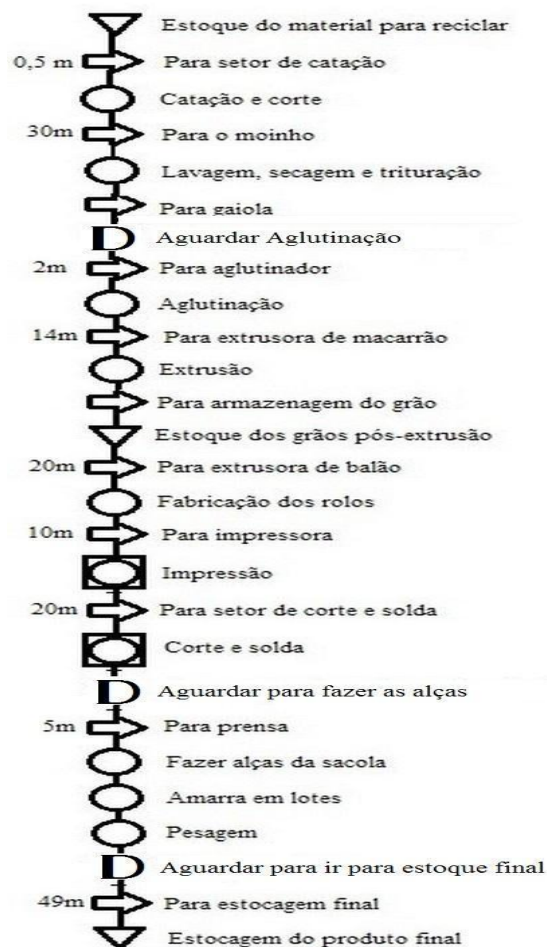 Estoque do material para reciclar
0,5 m Para setor de catação
Catação e corte
30m Para o moinho
Lavagem, secagem e trituração
Para gaiola
D Aguardar Aglutinação
2m Para aglutinador
Aglutinação
14m Para extrusora de macarrão
Extrusão
Para armazenagem do grão
Estoque dos grãos pós-extrusão
20m Para extrusora de balão
Fabricação dos rolos
10m Para impressora
Impressão
20m Para setor de corte e solda
Corte e solda
D Aguardar para fazer as alças
5m Para prensa
Fazer alças da sacola
Amarra em lotes
Pesagem
D Aguardar para ir para estoque final
49m Para estocagem final
Estocagem do produto final